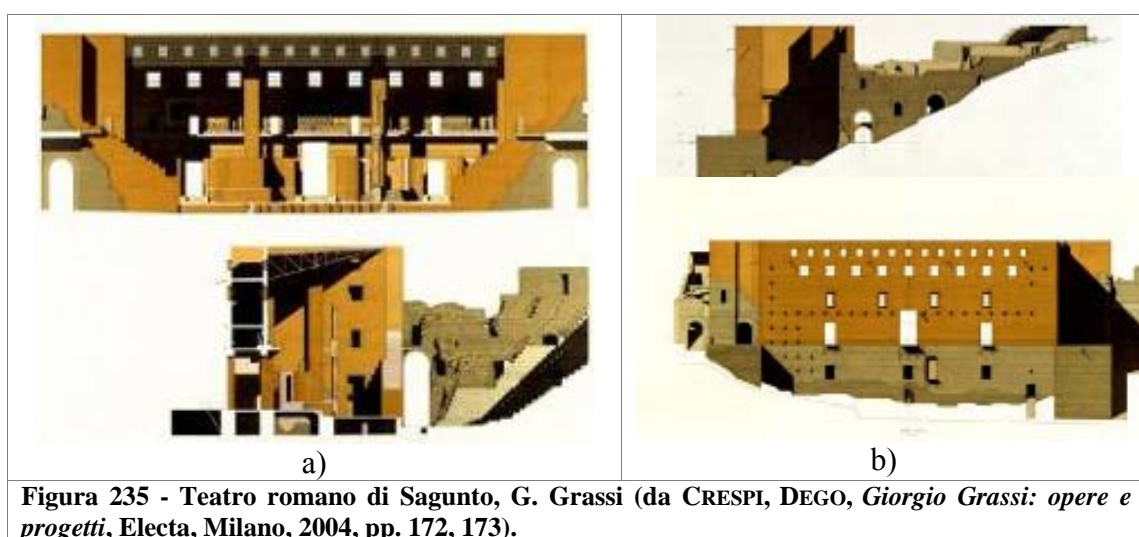 a)
b)
Figura 235 - Teatro romano di Sagunto, G. Grassi (da CRESPI, DEGO, Giorgio Grassi: opere e
progetti, Electa, Milano, 2004, pp. 172, 173).